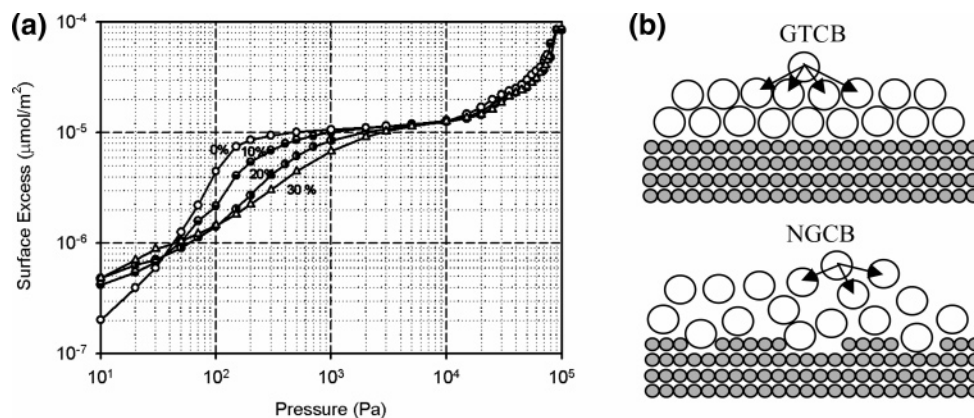 (a)
Surface Excess (μmol/m²)
10⁻⁴
10⁻⁵
10⁻⁶
10⁻⁷
0%
10%
20%
30 %
10¹
10²
10³
10⁴
10⁵
Pressure (Pa)
(b)
GTCB
NGCB